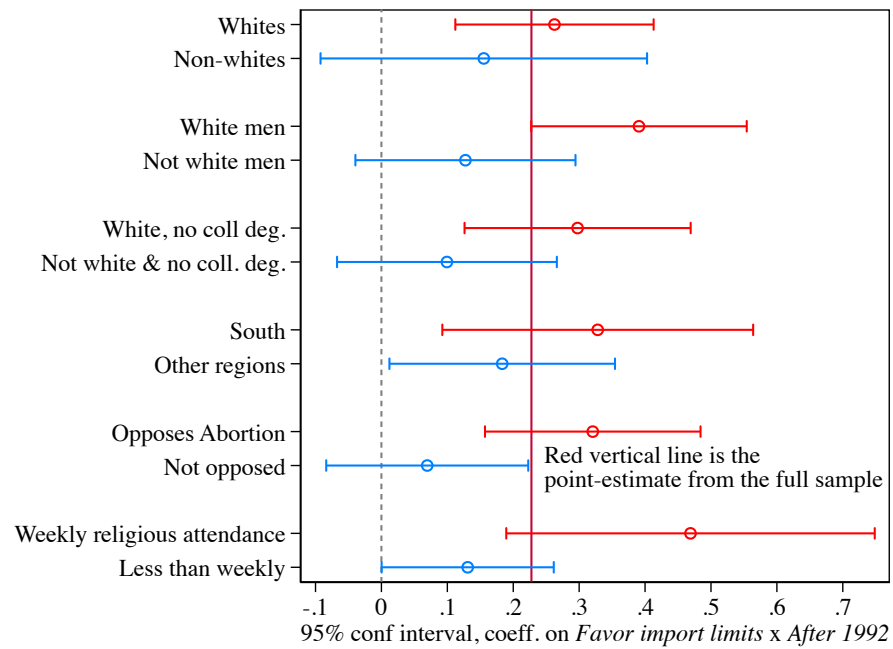 Whites
Non-whites
White men
Not white men
White, no coll deg.
Not white & no coll. deg.
South
Other regions
Opposes Abortion
Not opposed
Red vertical line is the
point-estimate from the full sample
Weekly religious attendance
Less than weekly
-.1 0 .1 .2 .3 .4 .5 .6 .7
95% conf interval, coeff. on Favor import limits x After 1992